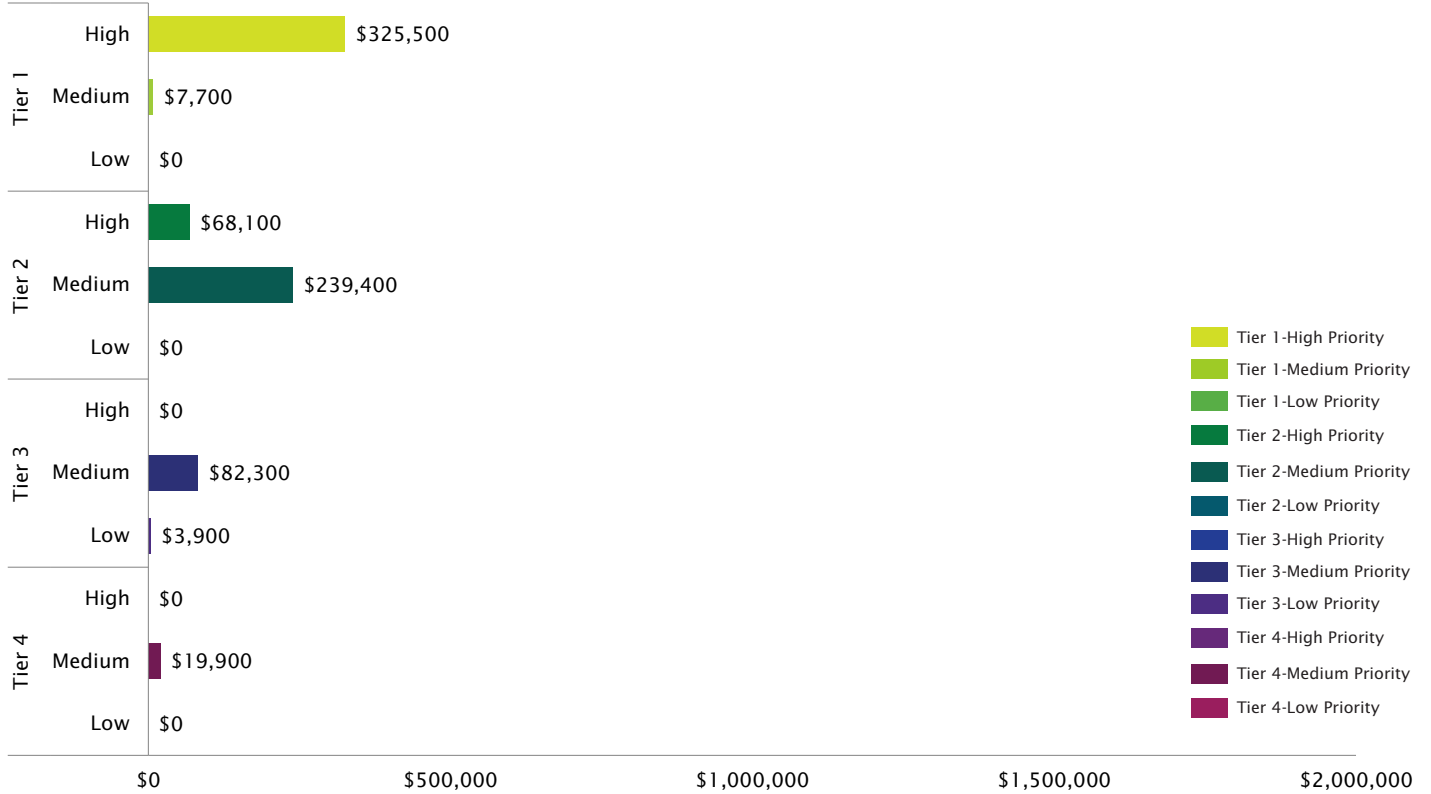 Tier 1
High $325,500
Medium $7,700
Low $0
Tier 2
High $68,100
Medium $239,400
Low $0
Tier 3
High $0
Medium $82,300
Low $3,900
Tier 4
High $0
Medium $19,900
Low $0
$0 $500,000 $1,000,000 $1,500,000 $2,000,000
Tier 1-High Priority
Tier 1-Medium Priority
Tier 1-Low Priority
Tier 2-High Priority
Tier 2-Medium Priority
Tier 2-Low Priority
Tier 3-High Priority
Tier 3-Medium Priority
Tier 3-Low Priority
Tier 4-High Priority
Tier 4-Medium Priority
Tier 4-Low Priority